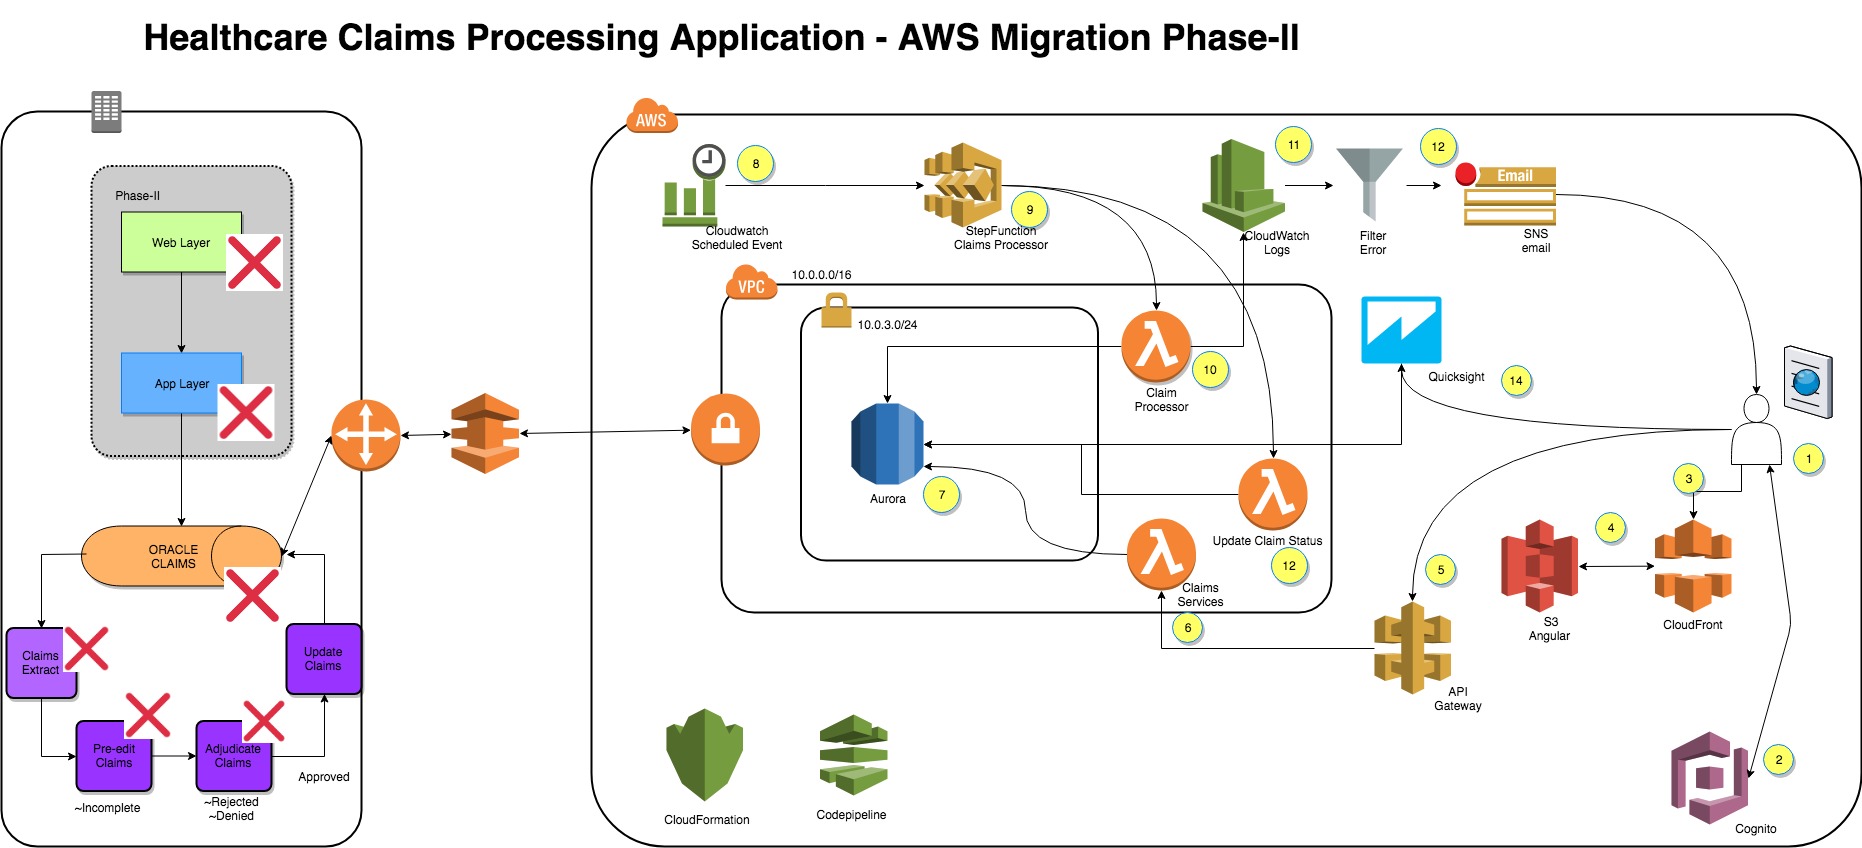 Healthcare Claims Processing Application - AWS Migration Phase-II
Phase-II
Web Layer
App Layer
ORACLE
CLAIMS
Claims
Extract
Update
Claims
Pre-edit
Claims
Adjudicate
Claims
Approved
~Incomplete
~Rejected
~Denied
AWS
8
Cloudwatch
Scheduled Event
9
StepFunction
Claims Processor
11
CloudWatch
Logs
Filter
Error
12
Email
SNS
email
VPC
10.0.0.0/16
10.0.3.0/24
10
Claim
Processor
Quicksight
14
Aurora
7
Update Claim Status
12
Claims
Services
6
1
3
4
5
S3
Angular
CloudFront
API
Gateway
2
Cognito
CloudFormation
Codepipeline